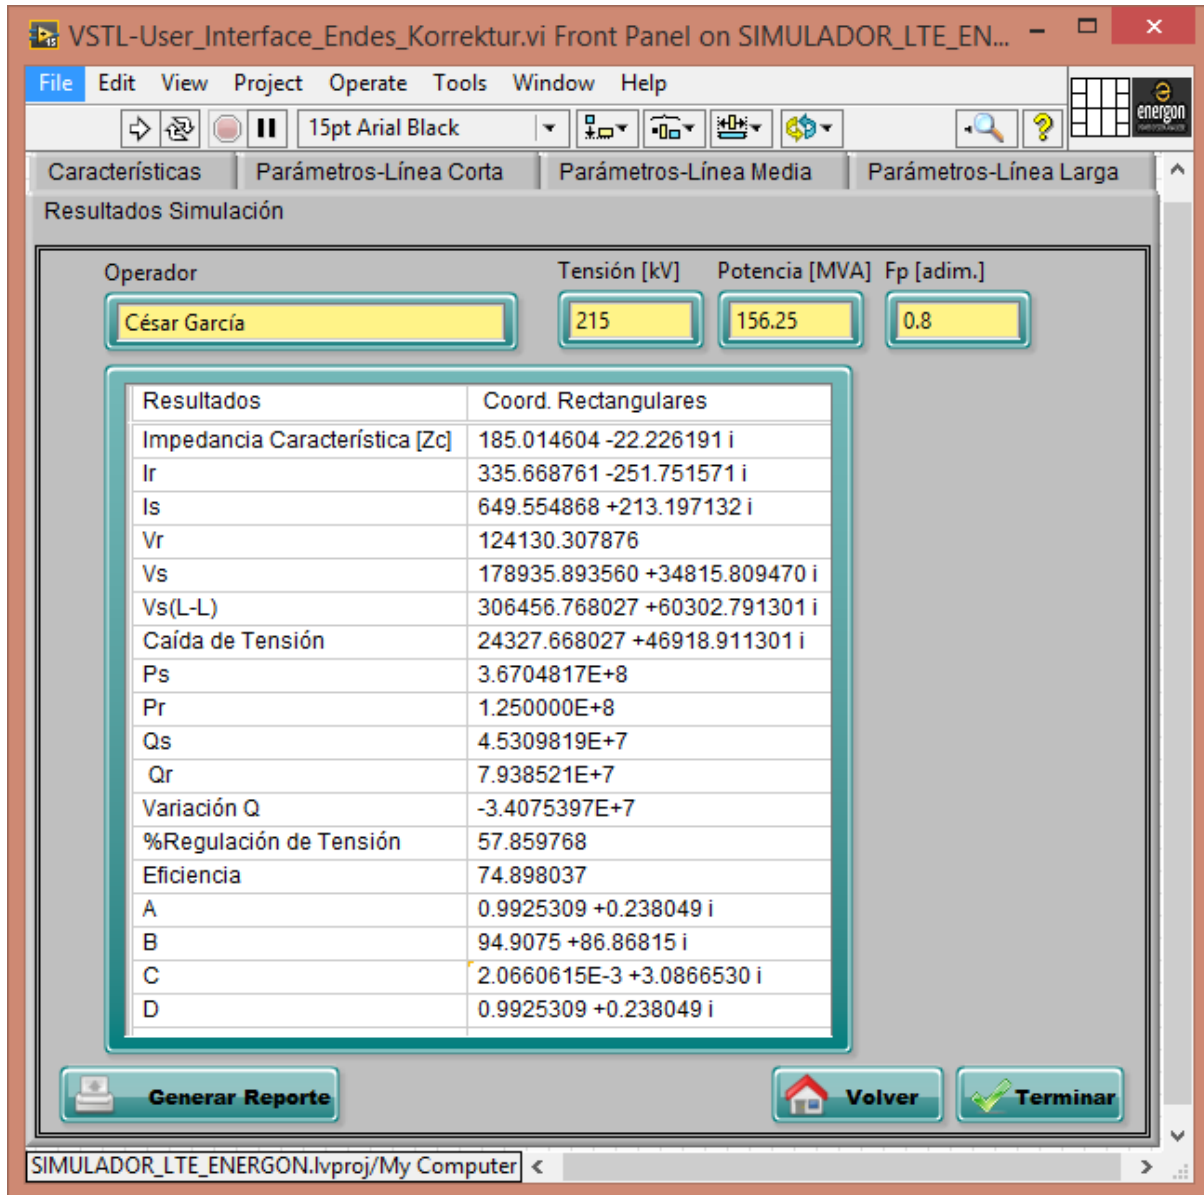 VSTL-User_Interface_Endes_Korrektur.vi Front Panel on SIMULADOR_LTE_EN...
File Edit View Project Operate Tools Window Help
15pt Arial Black
energon
Características Parámetros-Línea Corta Parámetros-Línea Media Parámetros-Línea Larga
Resultados Simulación
Operador Tensión [kV] Potencia [MVA] Fp [adim.]
César García 215 156.25 0.8
Resultados Coord. Rectangulares
Impedancia Característica [Zc] 185.014604 -22.226191 i
Ir 335.668761 -251.751571 i
Is 649.554868 +213.197132 i
Vr 124130.307876
Vs 178935.893560 +34815.809470 i
Vs(L-L) 306456.768027 +60302.791301 i
Caída de Tensión 24327.668027 +46918.911301 i
Ps 3.6704817E+8
Pr 1.250000E+8
Qs 4.5309819E+7
Qr 7.938521E+7
Variación Q -3.4075397E+7
%Regulación de Tensión 57.859768
Eficiencia 74.898037
A 0.9925309 +0.238049 i
B 94.9075 +86.86815 i
C 2.0660615E-3 +3.0866530 i
D 0.9925309 +0.238049 i
Generar Reporte Volver Terminar
SIMULADOR_LTE_ENERGON.lvproj/My Computer